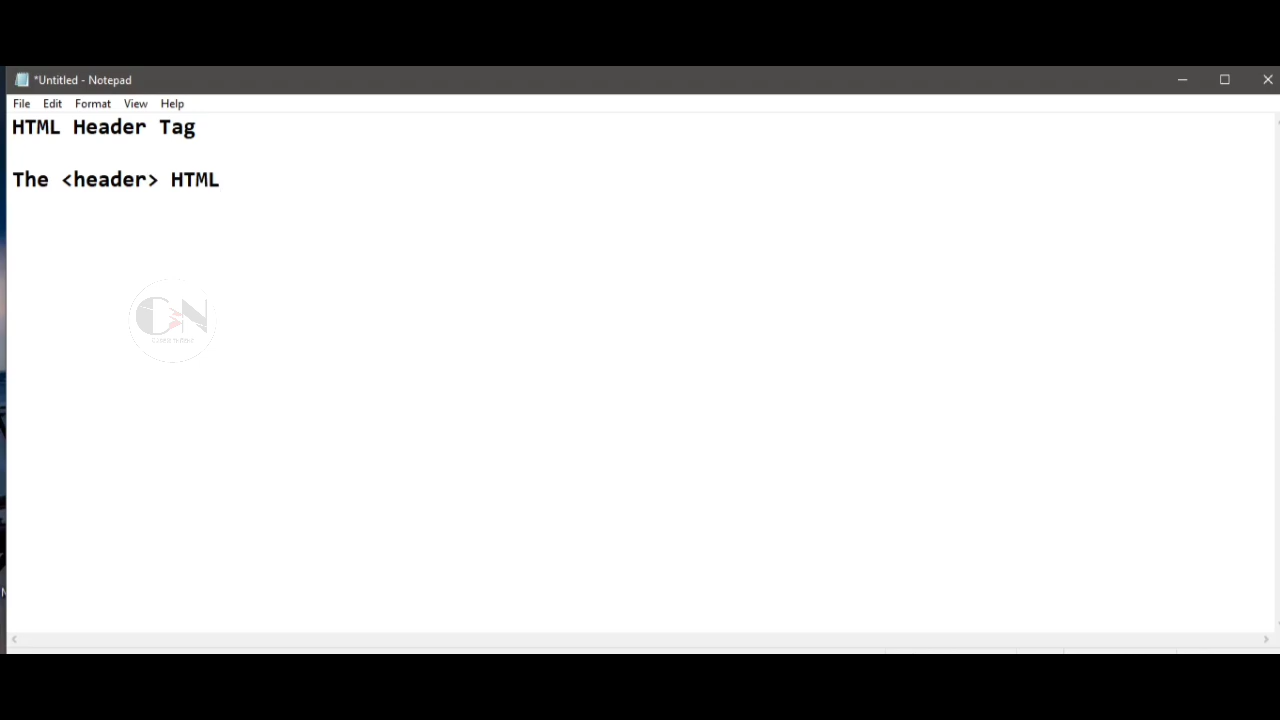 *Untitled - Notepad
File Edit Format View Help
HTML Header Tag
The <header> HTML